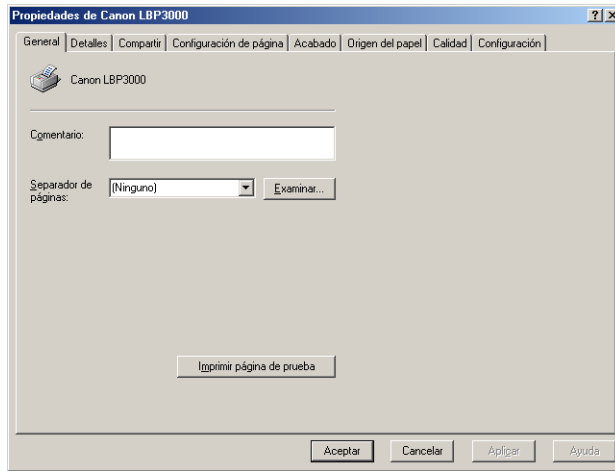 Propiedades de Canon LBP3000
General Detalles Compartir Configuración de página Acabado Origen del papel Calidad Configuración
Canon LBP3000
Comentario:
Separador de páginas: (Ninguno) Examinar...
Imprimir página de prueba
Aceptar Cancelar Aplicar Ayuda